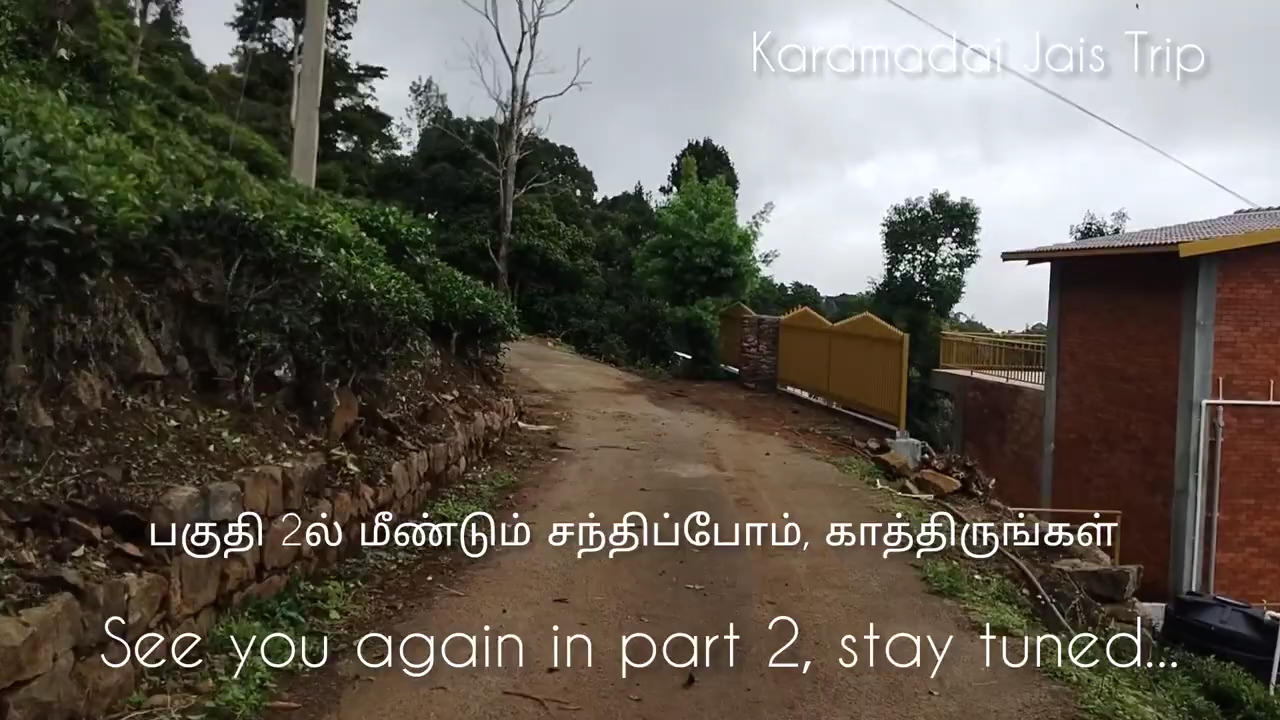 Karamadai Jais Trip
பகுதி 2ல் மீண்டும் சந்திப்போம், காத்திருங்கள்
See you again in part 2, stay tuned...